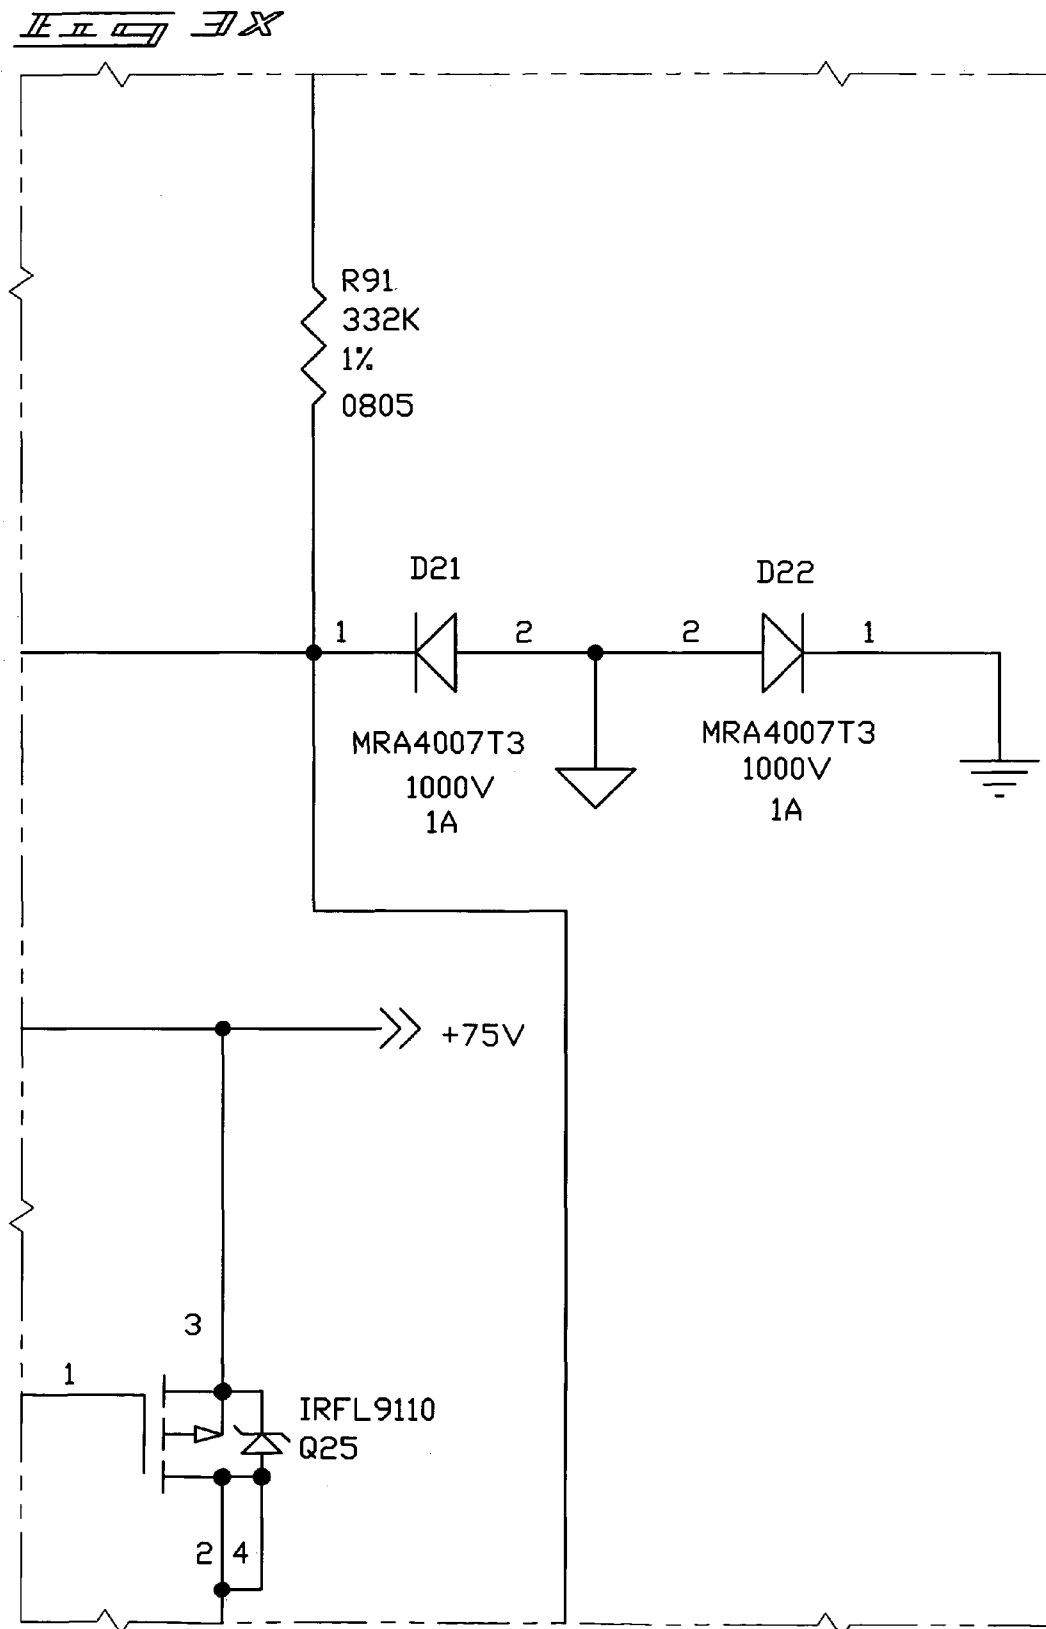 Fig 3X
R91
332K
1%
0805
D21
D22
1
2
2
1
MRA4007T3
1000V
1A
MRA4007T3
1000V
1A
+75V
3
1
IRFL9110
Q25
2
4